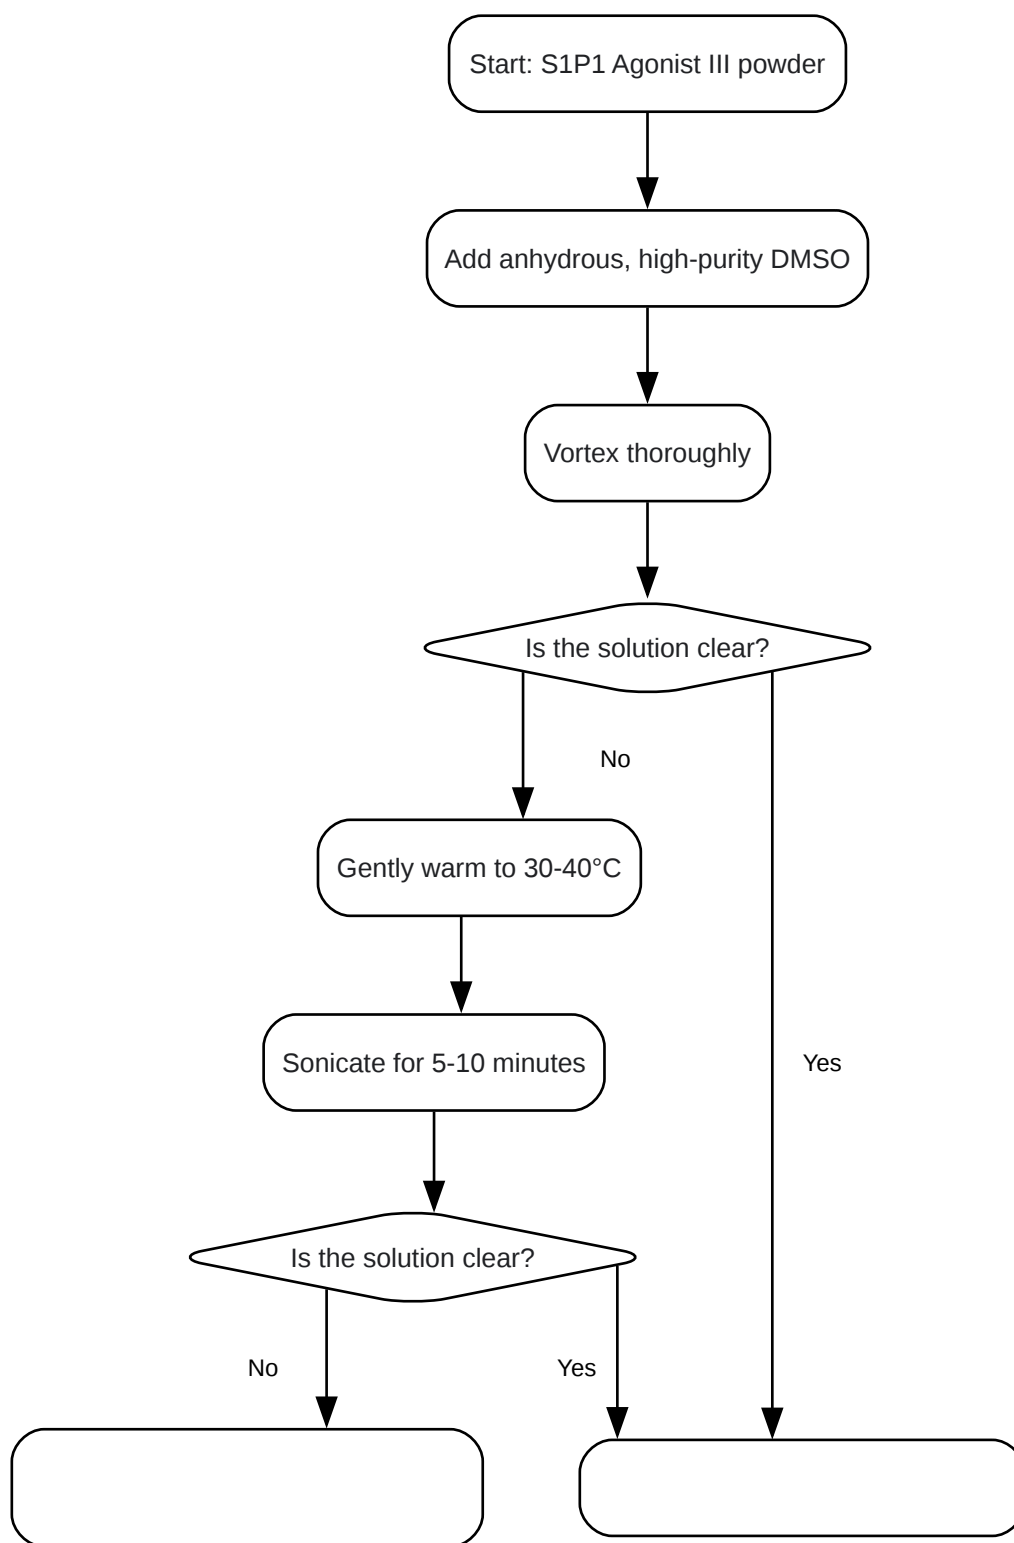 Start: S1P1 Agonist III powder
Add anhydrous, high-purity DMSO
Vortex thoroughly
Is the solution clear?
No
Gently warm to 30-40°C
Sonicate for 5-10 minutes
Yes
Is the solution clear?
No
Yes